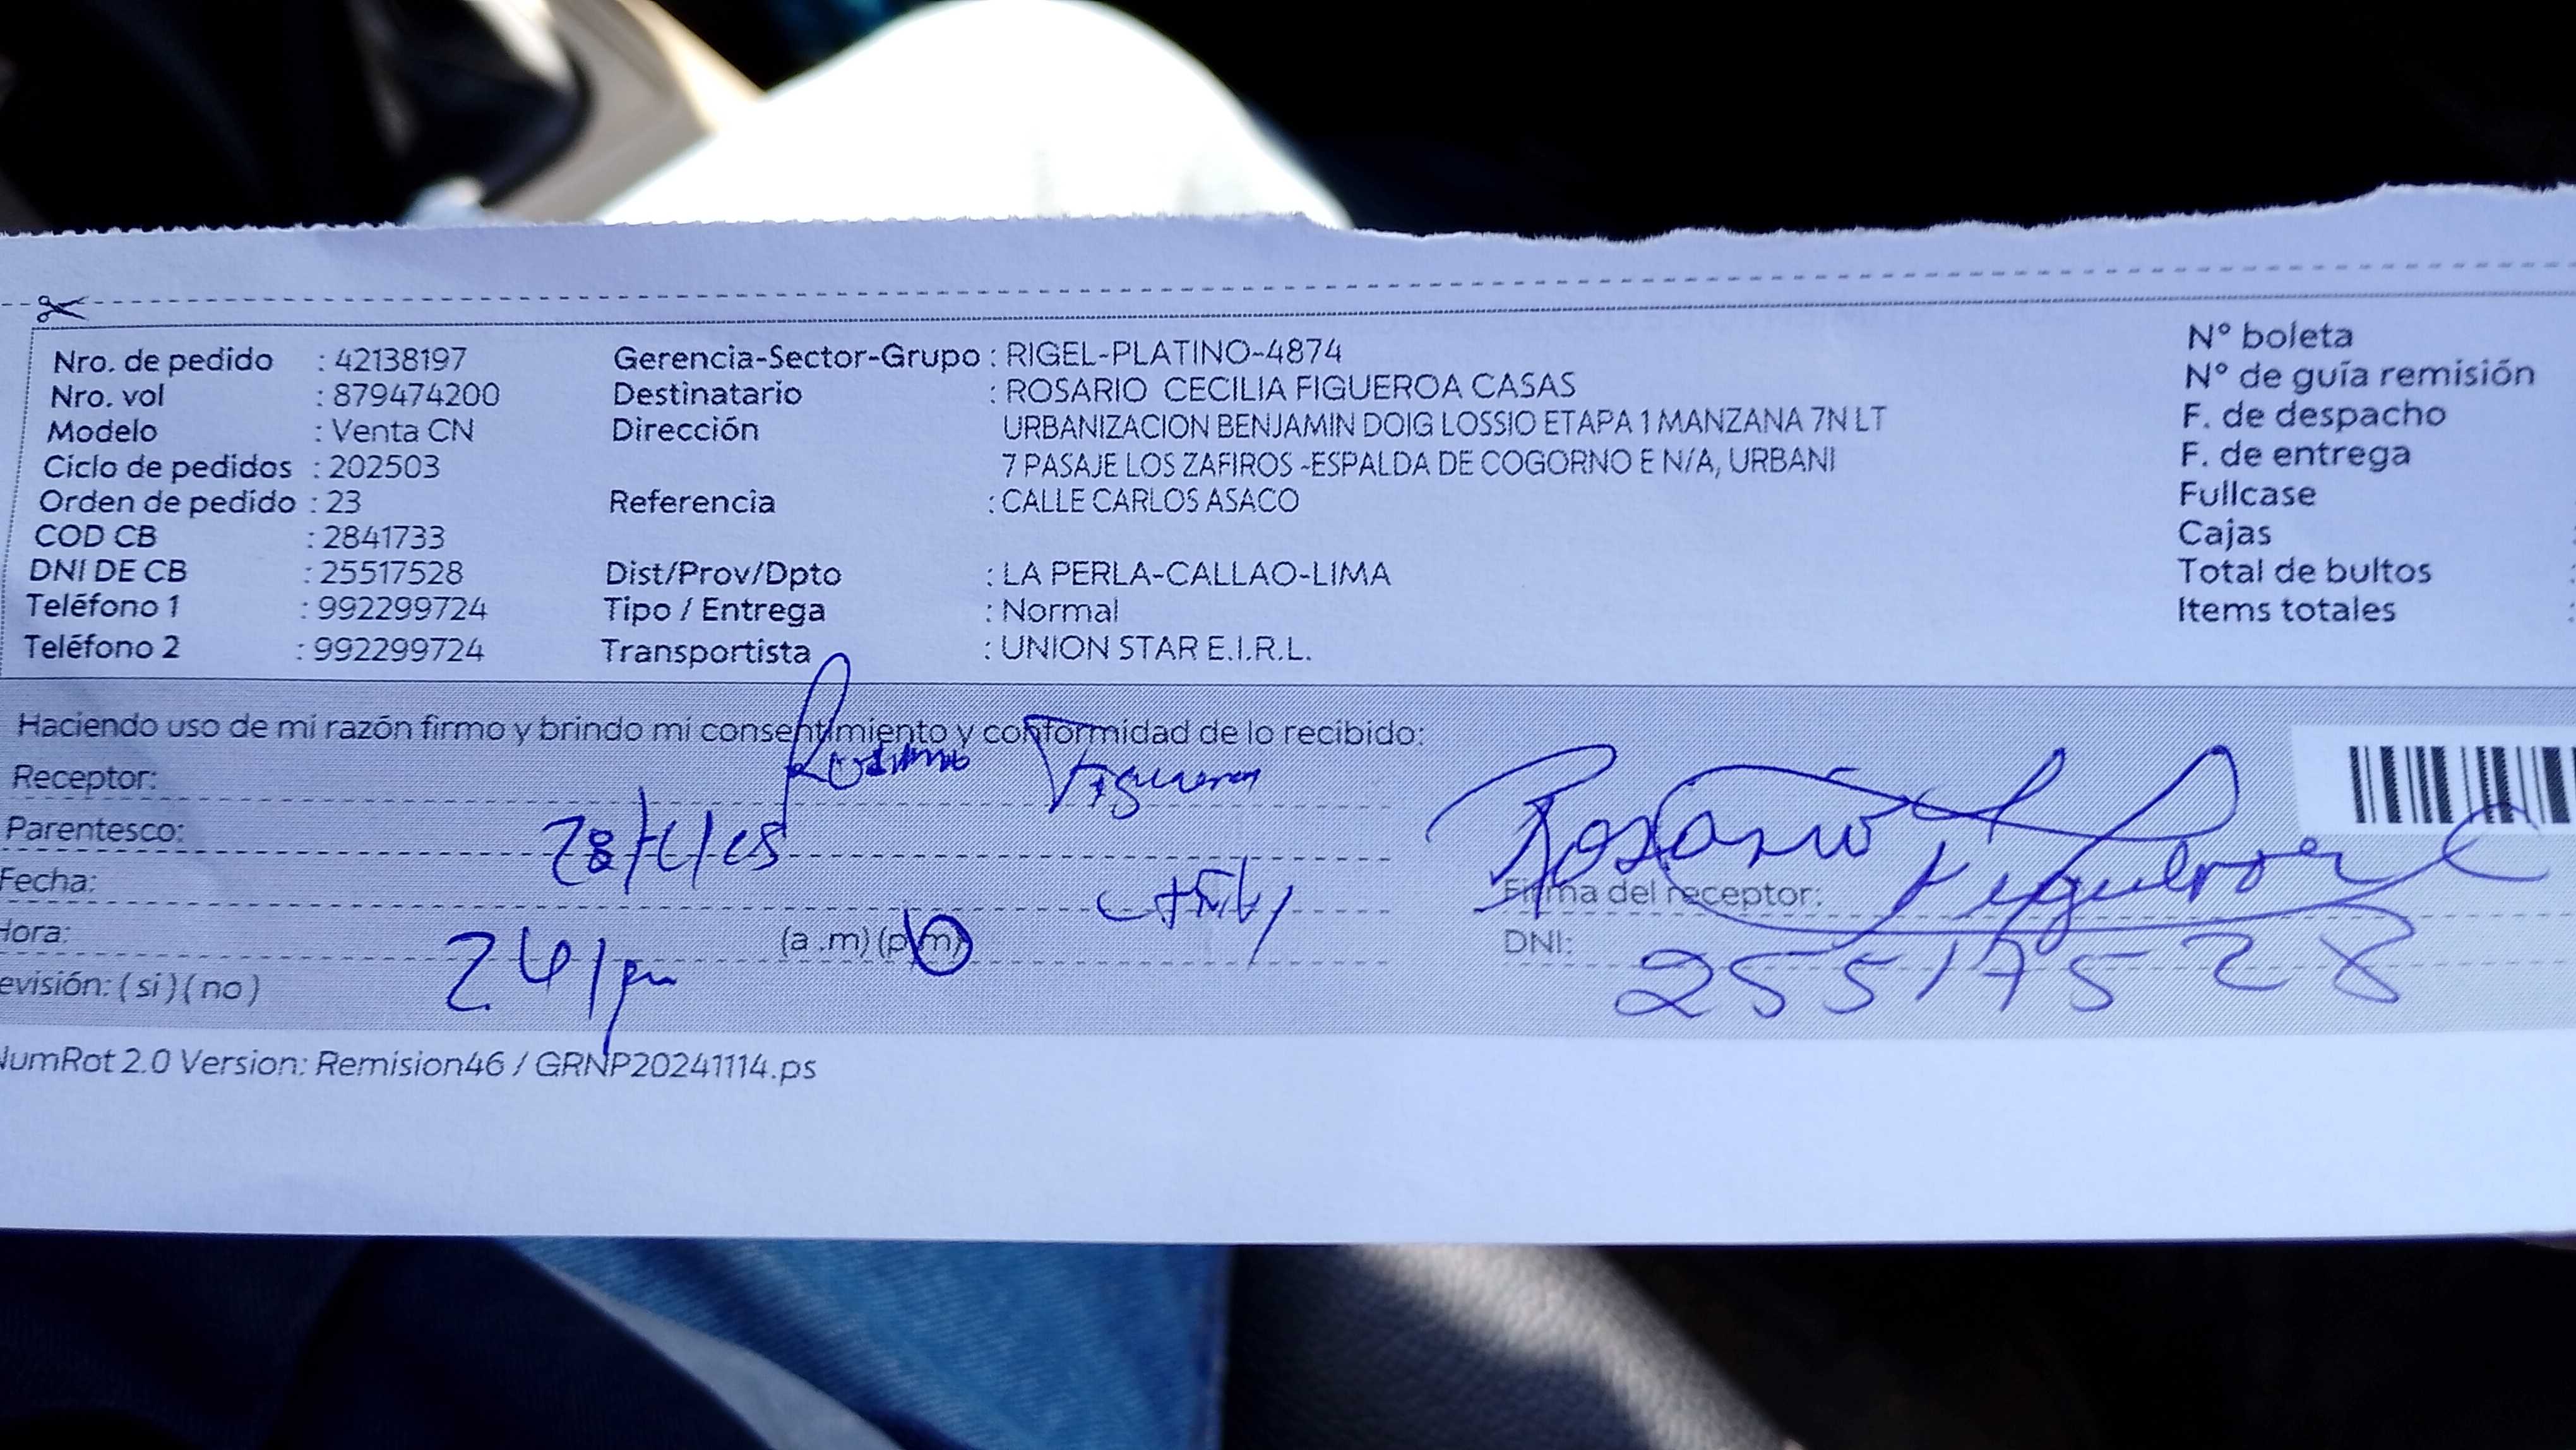 Nro. de pedido : 42138197 Gerencia-Sector-Grupo : RIGEL-PLATINO-4874 N° boleta
Nro. vol : 879474200 Destinatario : ROSARIO CECILIA FIGUEROA CASAS N° de guía remisión
Modelo : Venta CN Dirección URBANIZACION BENJAMIN DOIG LOSSIO ETAPA 1 MANZANA 7N LT F. de despacho
Ciclo de pedidos : 202503 7 PASAJE LOS ZAFIROS -ESPALDA DE COGORNO E N/A, URBANI F. de entrega
Orden de pedido : 23 Referencia : CALLE CARLOS ASACO Fullcase
COD CB : 2841733 Cajas :
DNI DE CB : 25517528 Dist/Prov/Dpto : LA PERLA-CALLAO-LIMA Total de bultos :
Teléfono 1 : 992299724 Tipo / Entrega : Normal Items totales :
Teléfono 2 : 992299724 Transportista : UNION STAR E.I.R.L.
Haciendo uso de mi razón firmo y brindo mi consentimiento y conformidad de lo recibido:
Receptor: Figueroa
Parentesco:
Rosario Figueroa C
Fecha: Firma del receptor:
Hora: (a .m) (p.m) DNI: 25517528
evisión: ( si ) ( no )
NumRot 2.0 Version: Remision46 / GRNP20241114.ps